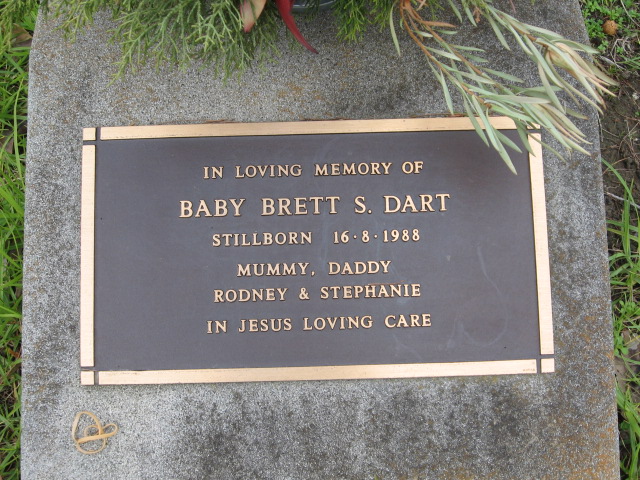 IN LOVING MEMORY OF
BABY BRETT S. DART
STILLBORN 16·8·1988
MUMMY, DADDY
RODNEY & STEPHANIE
IN JESUS LOVING CARE